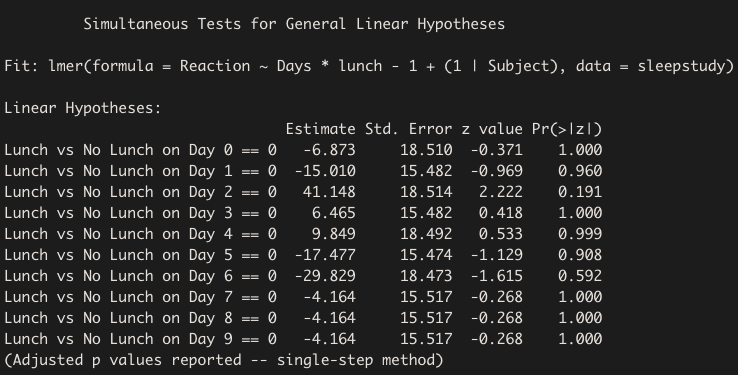 Simultaneous Tests for General Linear Hypotheses
Fit: lmer(formula = Reaction ~ Days * lunch - 1 + (1 | Subject), data = sleepstudy)
Linear Hypotheses:
Estimate Std. Error z value Pr(>|z|)
Lunch vs No Lunch on Day 0 == 0 -6.873 18.510 -0.371 1.000
Lunch vs No Lunch on Day 1 == 0 -15.010 15.482 -0.969 0.960
Lunch vs No Lunch on Day 2 == 0 41.148 18.514 2.222 0.191
Lunch vs No Lunch on Day 3 == 0 6.465 15.482 0.418 1.000
Lunch vs No Lunch on Day 4 == 0 9.849 18.492 0.533 0.999
Lunch vs No Lunch on Day 5 == 0 -17.477 15.474 -1.129 0.908
Lunch vs No Lunch on Day 6 == 0 -29.829 18.473 -1.615 0.592
Lunch vs No Lunch on Day 7 == 0 -4.164 15.517 -0.268 1.000
Lunch vs No Lunch on Day 8 == 0 -4.164 15.517 -0.268 1.000
Lunch vs No Lunch on Day 9 == 0 -4.164 15.517 -0.268 1.000
(Adjusted p values reported -- single-step method)